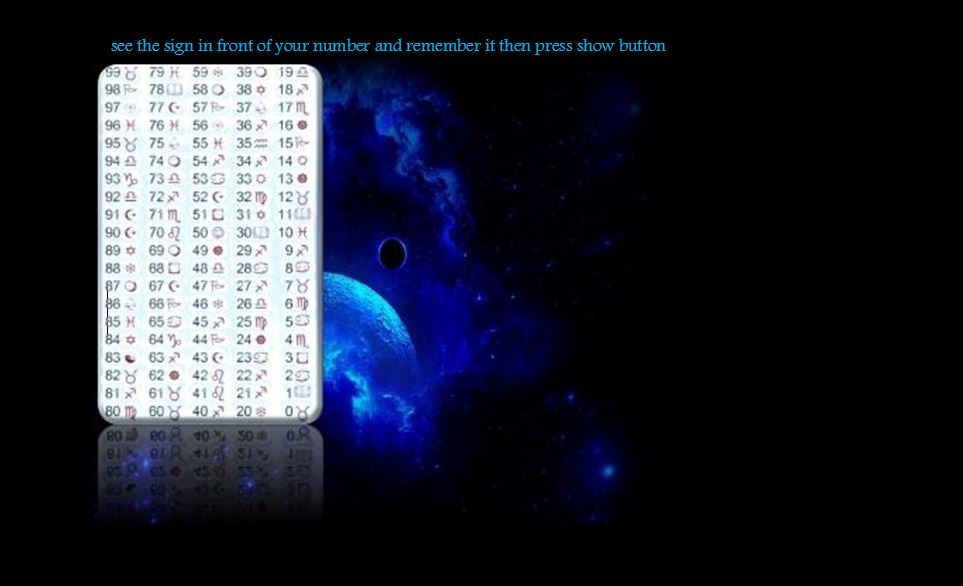 see the sign in front of your number and remember it then press show button
99 ♉ 79 ♓ 59 ❄ 39 ❍ 19 ♎
98 78 58 ❍ 38 ✡ 18 ♐
97 77 ☪ 57 37 17 ♏
96 ♓ 76 ♓ 56 36 ♐ 16
95 ♉ 75 55 ♓ 35 ♒ 15
94 ♎ 74 ❍ 54 ♐ 34 ♐ 14
93 ♑ 73 ♎ 53 ♋ 33 13
92 ♎ 72 ♐ 52 ☪ 32 ♍ 12 ♉
91 ☪ 71 ♏ 51 31 ✡ 11
90 ☪ 70 ♌ 50 30 10 ♓
89 ✡ 69 ❍ 49 29 ♐ 9 ♐
88 ❄ 68 48 ♎ 28 ♋ 8 ♋
87 ❍ 67 ☪ 47 27 ♐ 7 ♉
86 66 46 ❄ 26 ♎ 6 ♍
85 ♓ 65 ♋ 45 ♐ 25 ♍ 5 ♋
84 ✡ 64 ♑ 44 24 4 ♏
83 ☯ 63 ♐ 43 ☪ 23 ♋ 3
82 ♉ 62 42 ♌ 22 ♐ 2 ♋
81 ♐ 61 ♉ 41 ♌ 21 ♐ 1
80 ♍ 60 ♉ 40 ♐ 20 ❄ 0 ♉